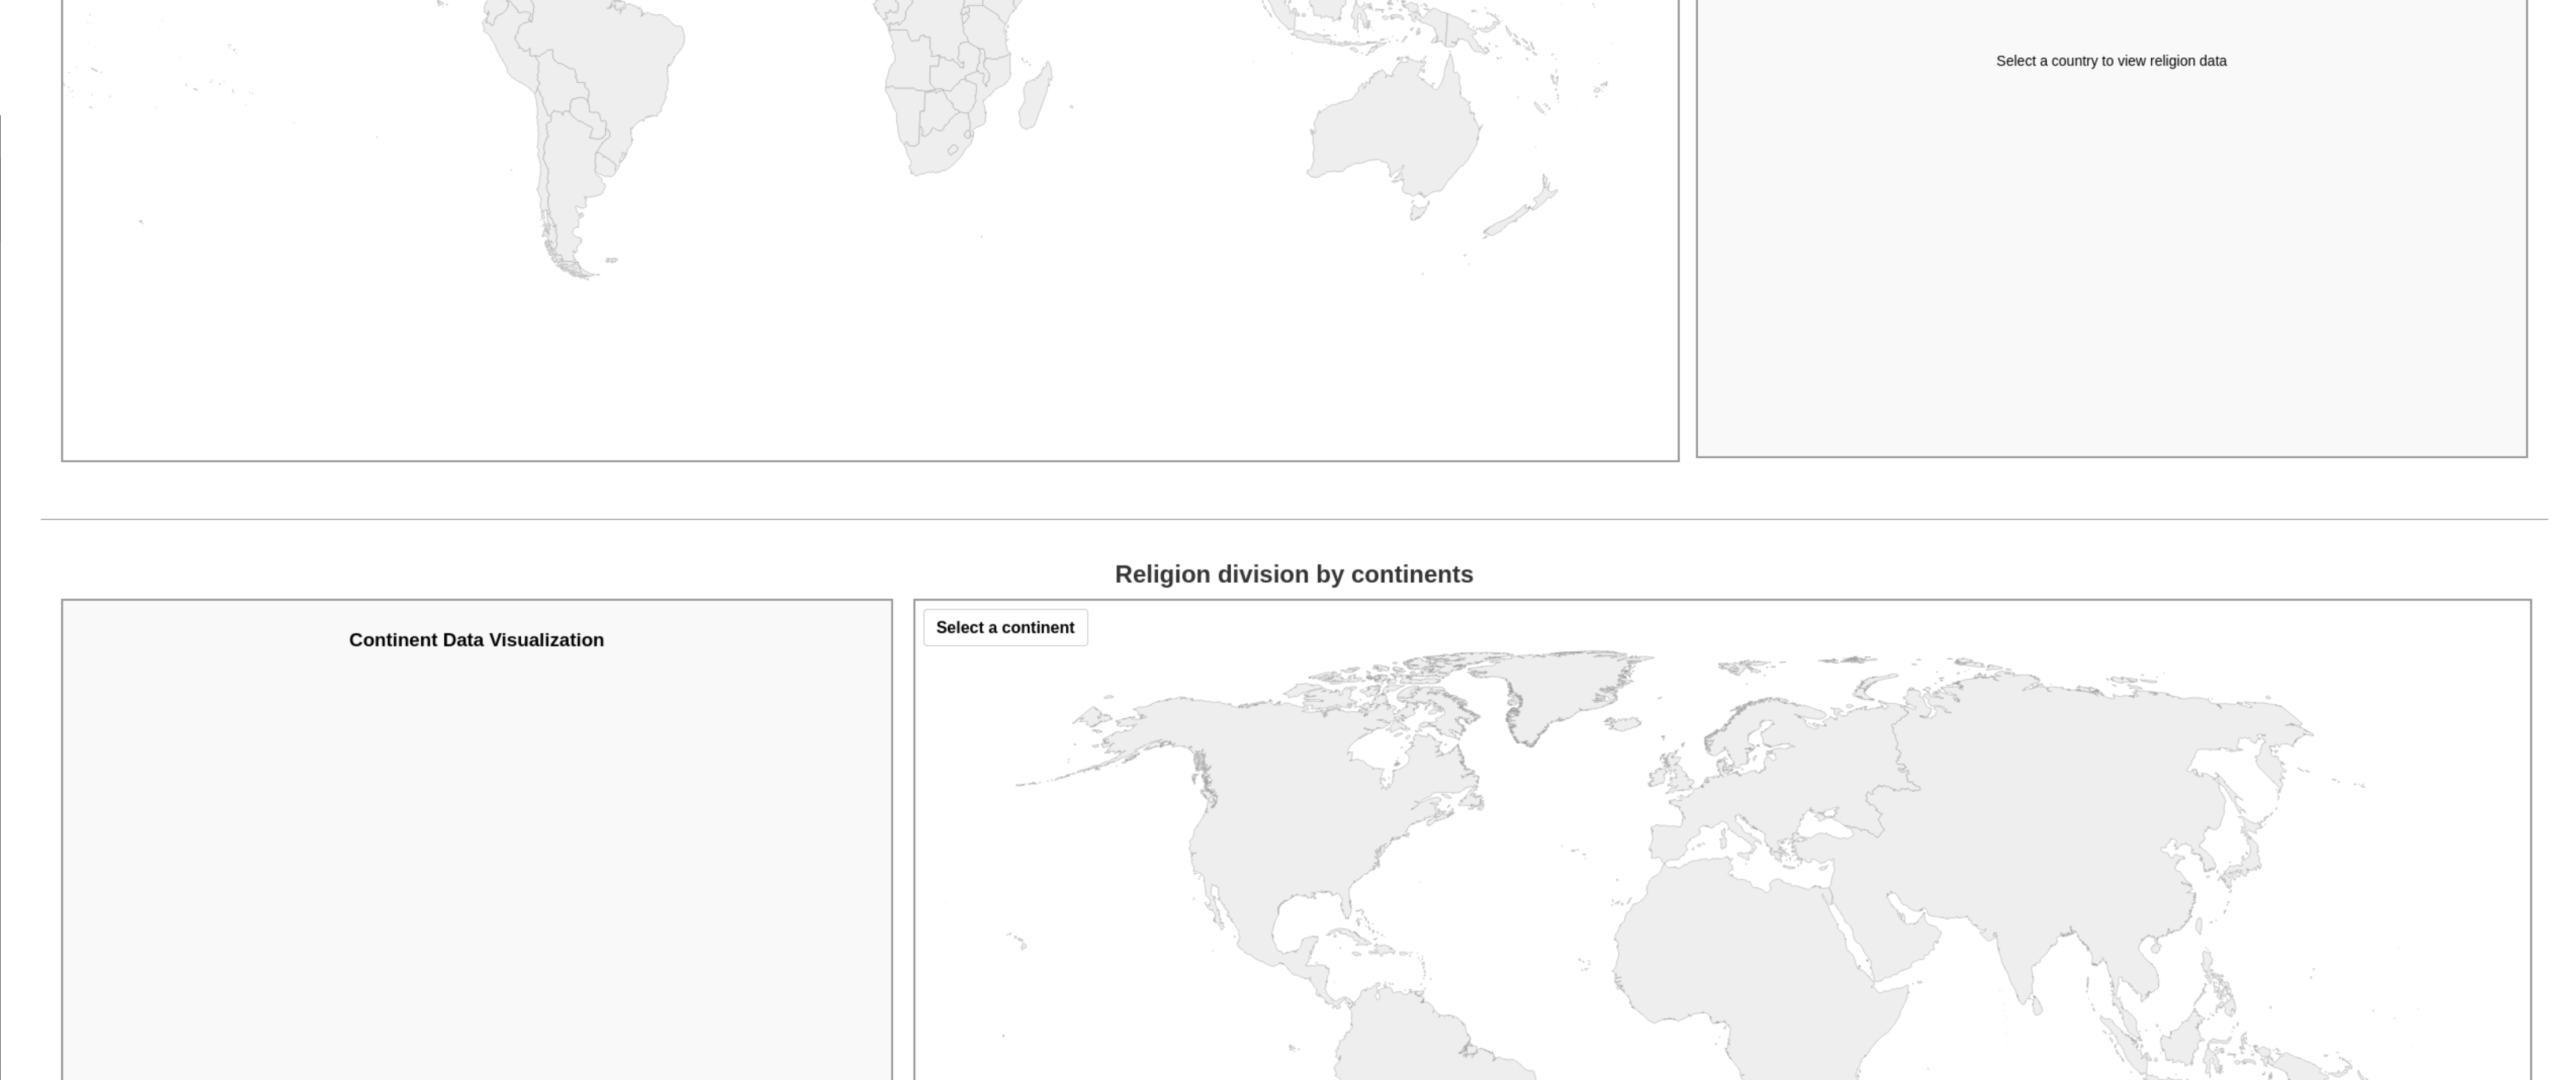 Select a country to view religion data
Religion division by continents
Continent Data Visualization
Select a continent